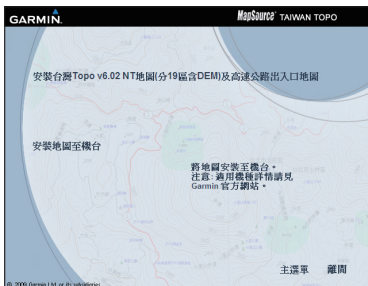 GARMIN.
MapSource® TAIWAN TOPO
安裝台灣Topo v6.02 NT地圖(分19區含DEM)及高速公路出入口地圖
安裝地圖至機台
將地圖安裝至機台。
注意:適用機種詳情請見
Garmin 官方網站。
主選單 離開
© 2009 Garmin Ltd. or its subsidiaries